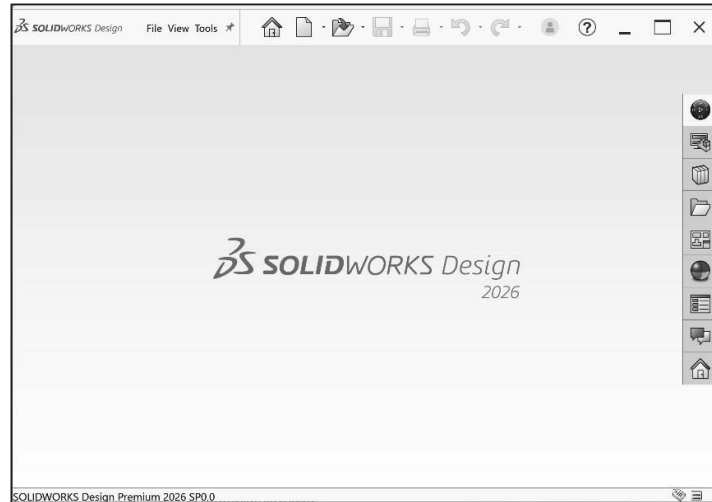 SOLIDWORKS Design File View Tools
SOLIDWORKS Design
2026
SOLIDWORKS Design Premium 2026 SP0.0